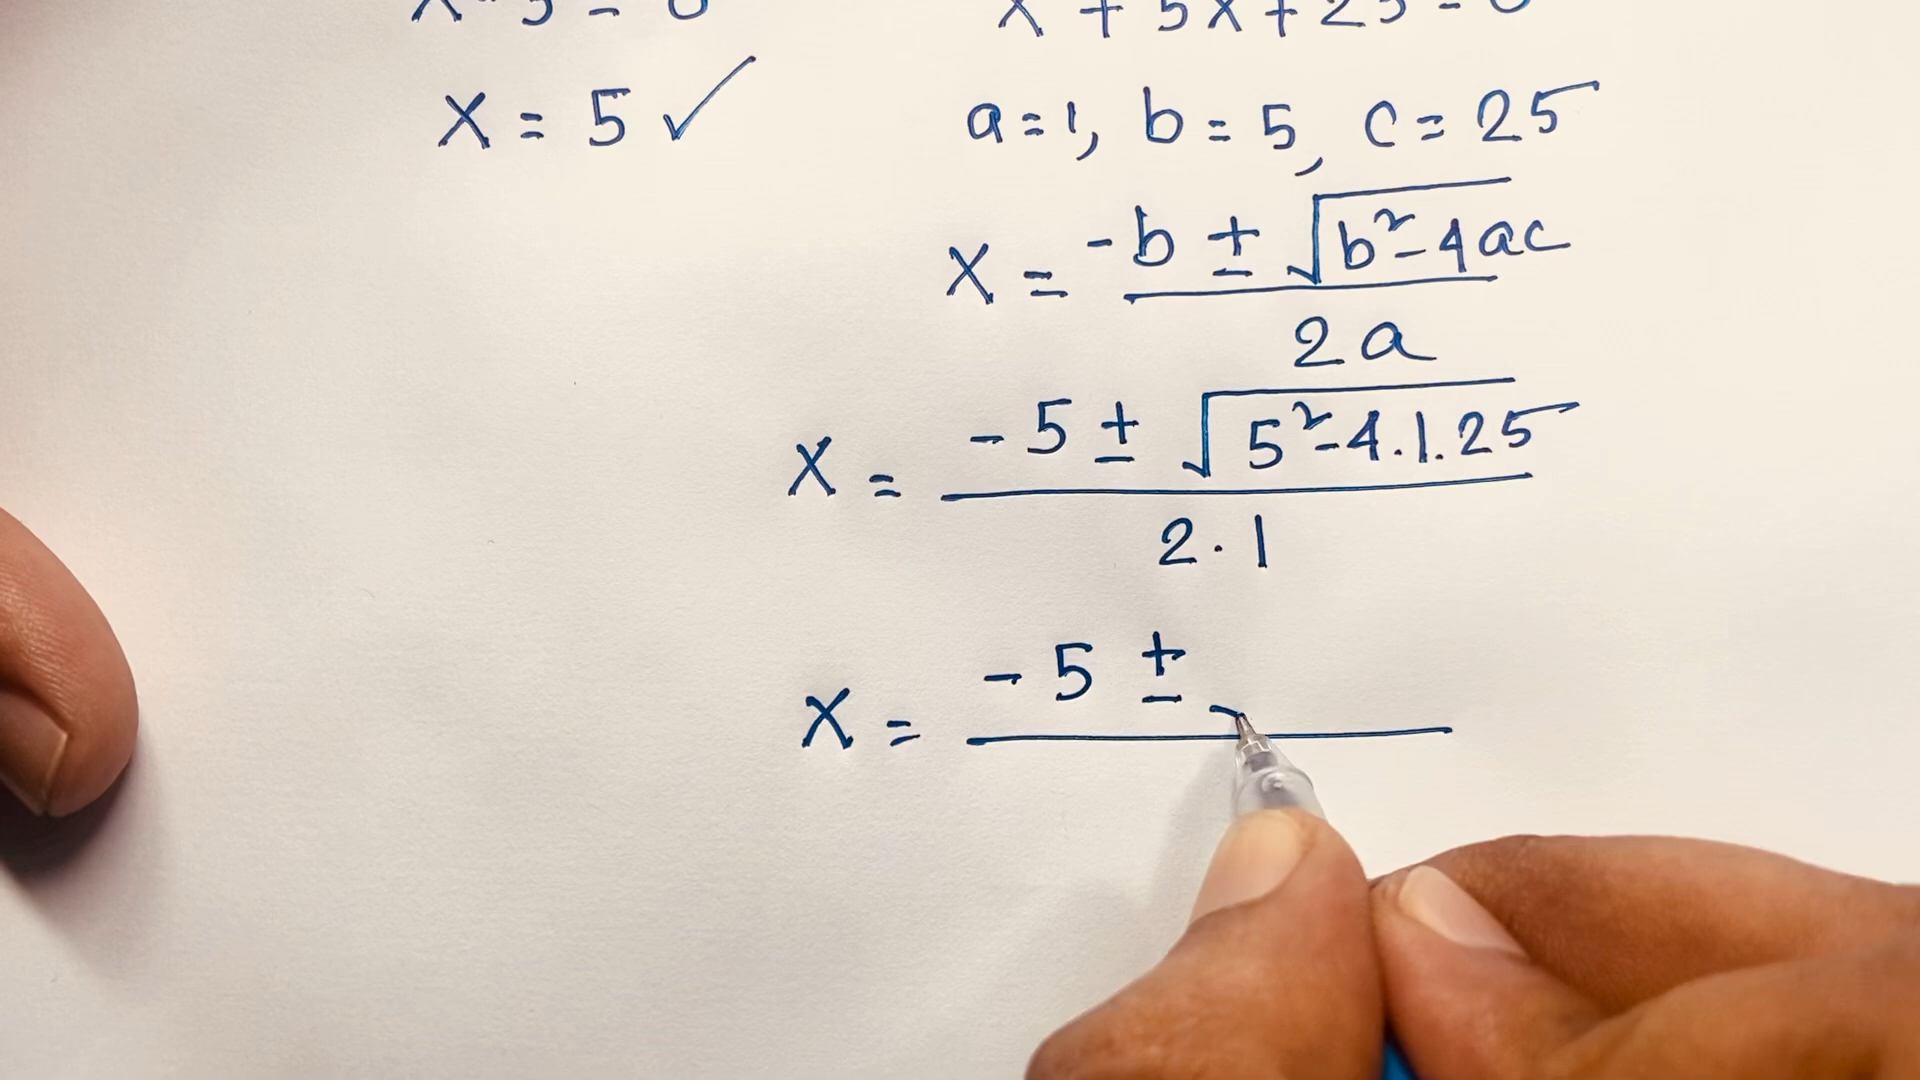 x = 5 ✓
a=1, b=5, c=25
x = -b ± √b²-4ac
2a
x = -5 ± √5²-4.1.25
2.1
x = -5 ±